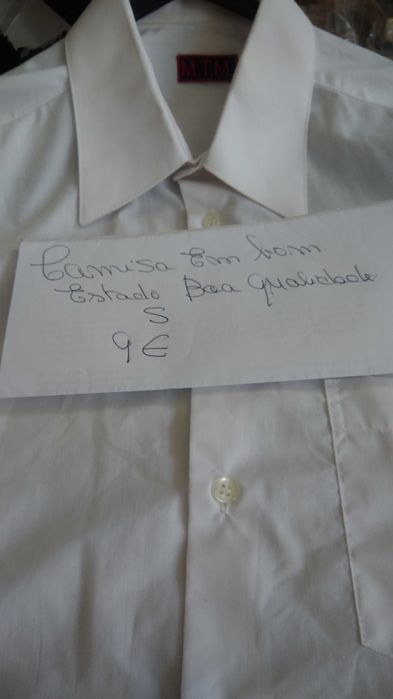 M.T.M.
Camisa Em bom
Estado Boa Qualidade
S
9 €